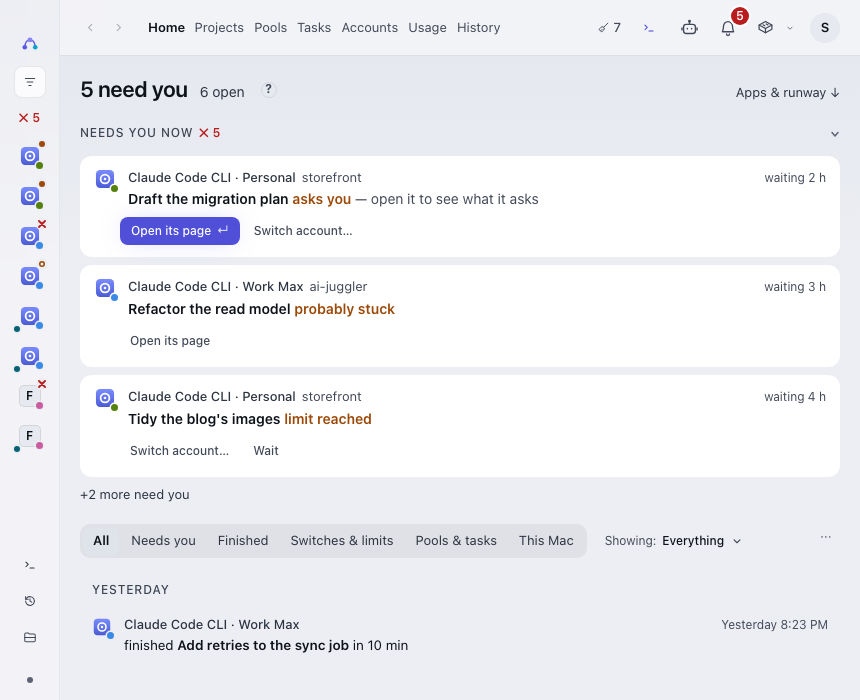 Home Projects Pools Tasks Accounts Usage History
7
5
S
5
5 need you 6 open ?
Apps & runway ↓
NEEDS YOU NOW 5
Claude Code CLI · Personal storefront
waiting 2 h
Draft the migration plan asks you — open it to see what it asks
Open its page ↵ Switch account…
Claude Code CLI · Work Max ai-juggler
waiting 3 h
Refactor the read model probably stuck
Open its page
Claude Code CLI · Personal storefront
waiting 4 h
Tidy the blog's images limit reached
Switch account… Wait
F
F
+2 more need you
All Needs you Finished Switches & limits Pools & tasks This Mac Showing: Everything
YESTERDAY
Claude Code CLI · Work Max
Yesterday 8:23 PM
finished Add retries to the sync job in 10 min